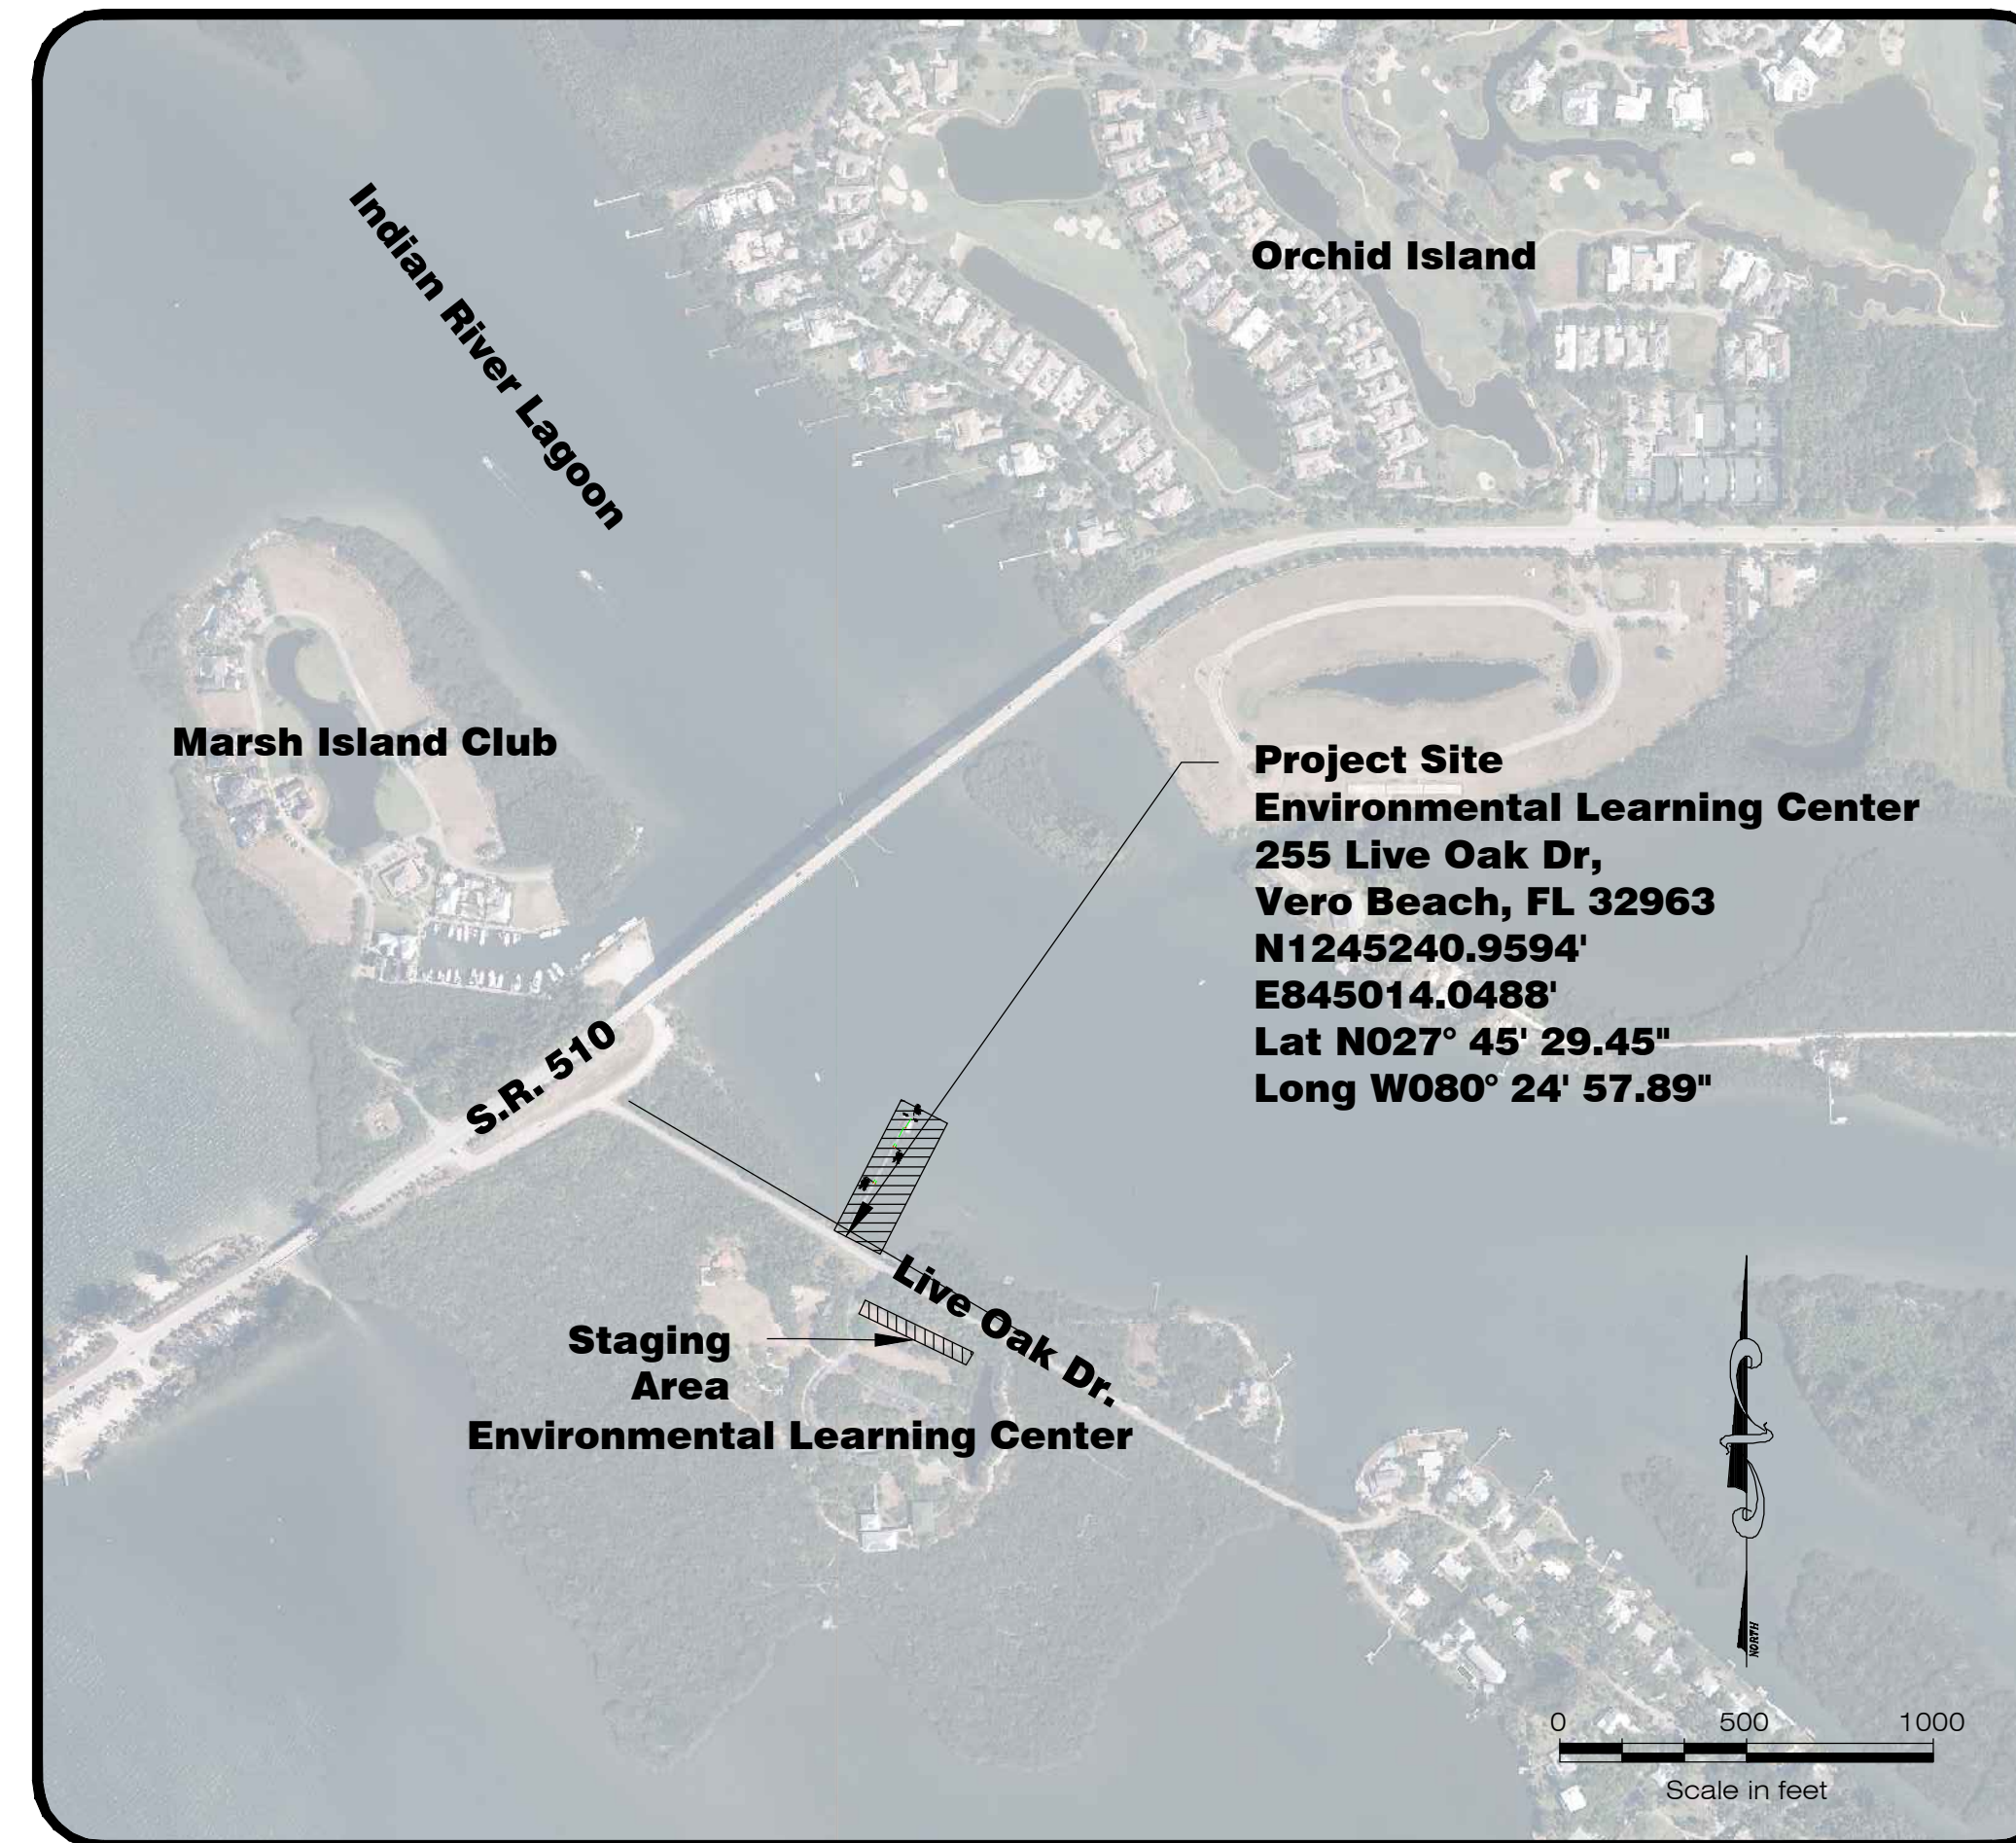 Indian River Lagoon
Orchid Island
Marsh Island Club
Project Site
Environmental Learning Center
255 Live Oak Dr,
Vero Beach, FL 32963
N1245240.9594'
E845014.0488'
Lat N027° 45' 29.45"
Long W080° 24' 57.89"
S.R. 510
Live Oak Dr.
Staging
Area
Environmental Learning Center
NORTH
0 500 1000
Scale in feet